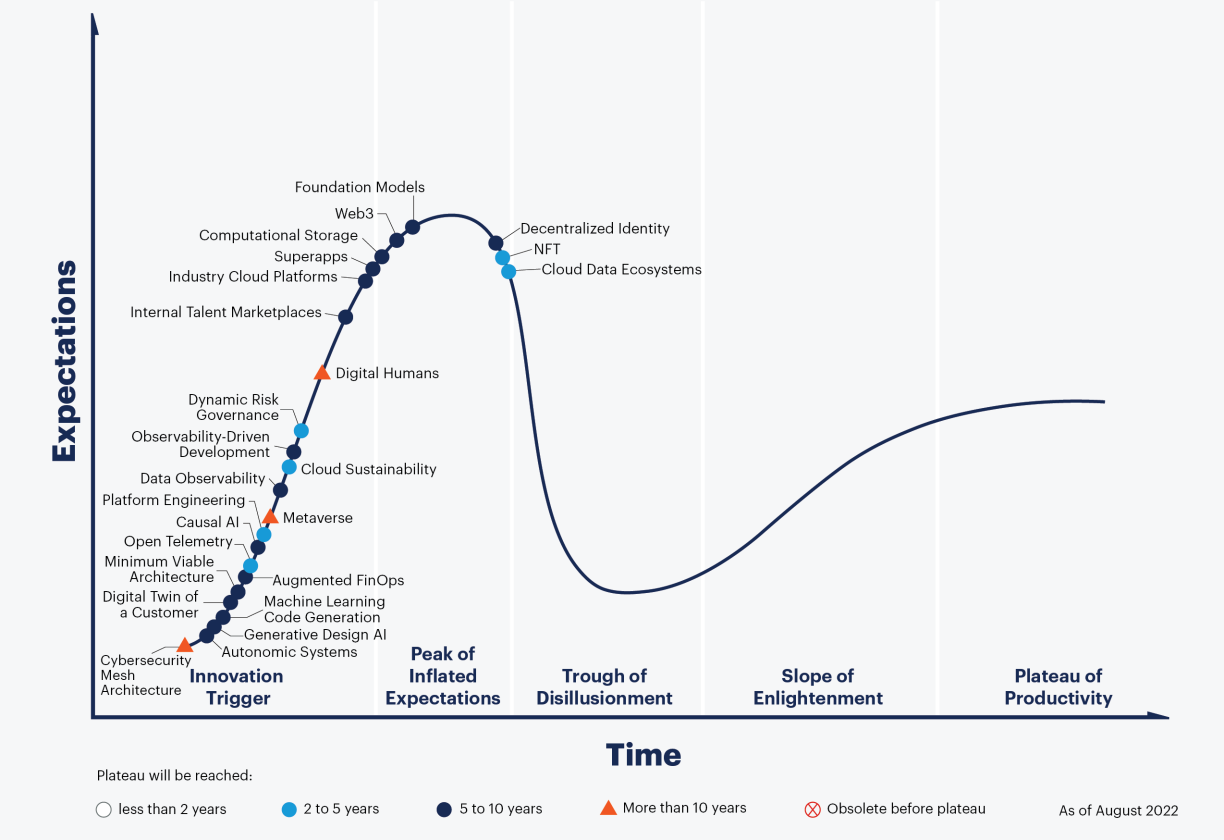 Foundation Models
Web3
Computational Storage
Superapps
Industry Cloud Platforms
Internal Talent Marketplaces
Decentralized Identity
NFT
Cloud Data Ecosystems
Digital Humans
Dynamic Risk
Governance
Observability-Driven
Development
Cloud Sustainability
Data Observability
Platform Engineering
Metaverse
Causal AI
Open Telemetry
Minimum Viable
Architecture
Augmented FinOps
Digital Twin of
a Customer
Machine Learning
Code Generation
Generative Design AI
Autonomic Systems
Cybersecurity
Mesh
Architecture
Expectations
Innovation
Trigger
Peak of
Inflated
Expectations
Trough of
Disillusionment
Slope of
Enlightenment
Plateau of
Productivity
Time
Plateau will be reached:
less than 2 years
2 to 5 years
5 to 10 years
More than 10 years
Obsolete before plateau
As of August 2022